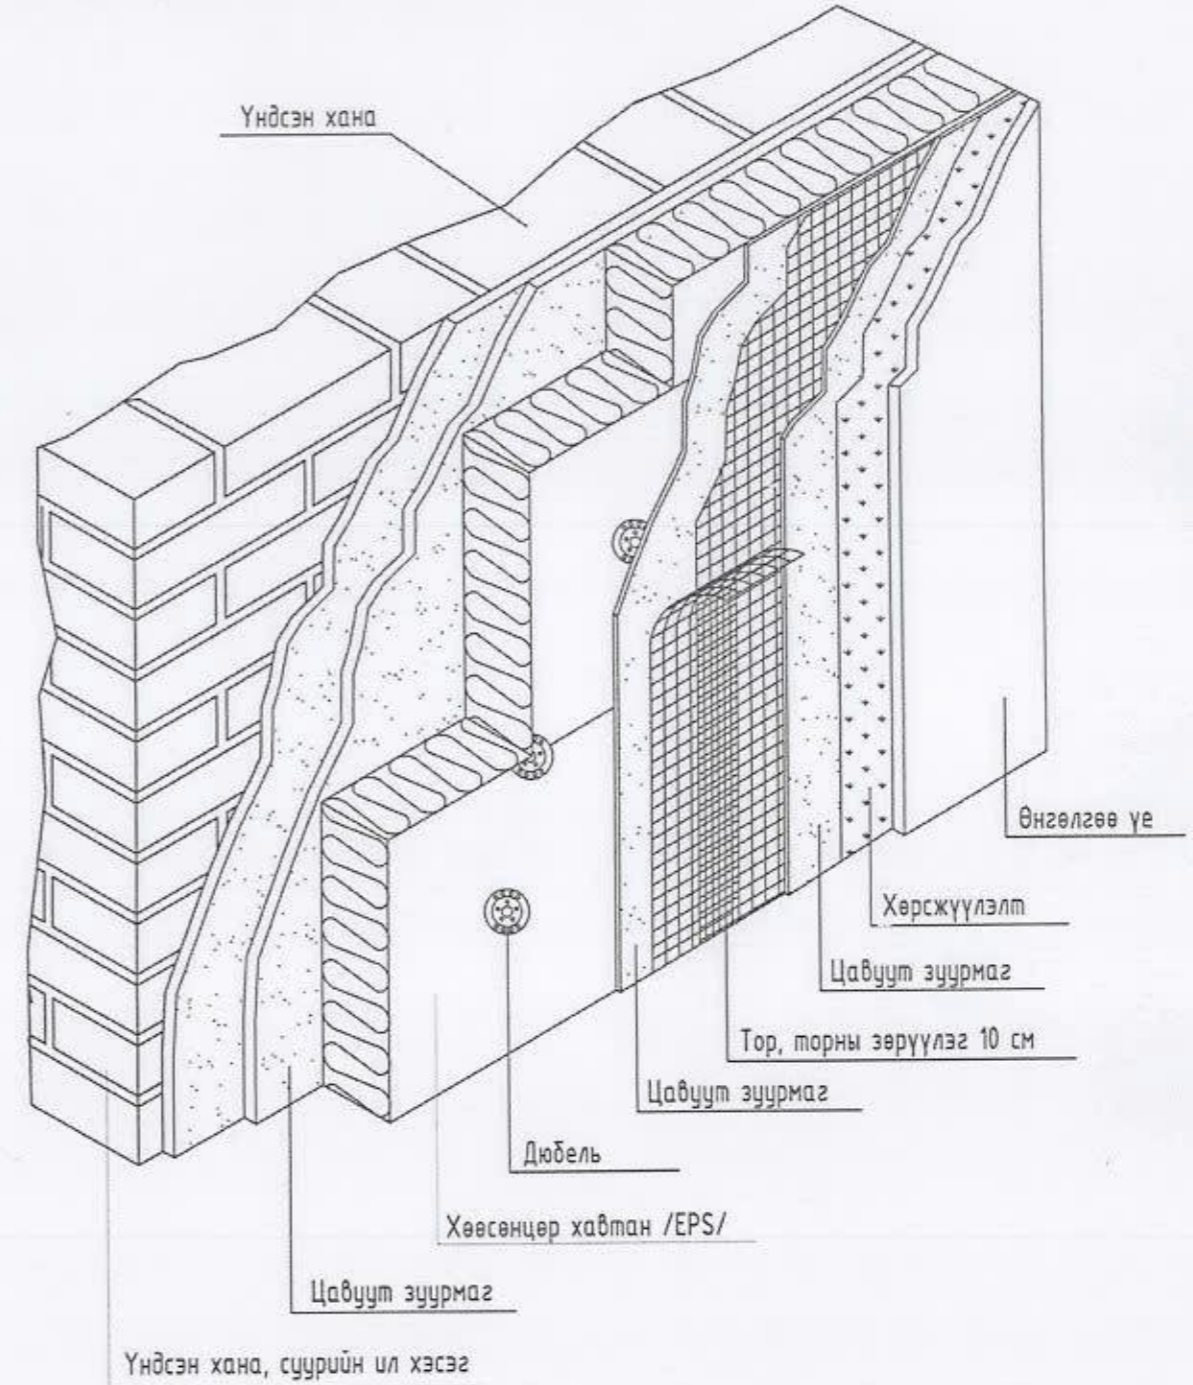 Үндсэн хана
Өнгөлгөө үе
Хөрсжүүлэлт
Цавуут зуурмаг
Тор, торны зөрүүлэг 10 см
Цавуут зуурмаг
Дюбель
Хөөсөнцөр хавтан /EPS/
Цавуут зуурмаг
Үндсэн хана, суурийн ил хэсэг